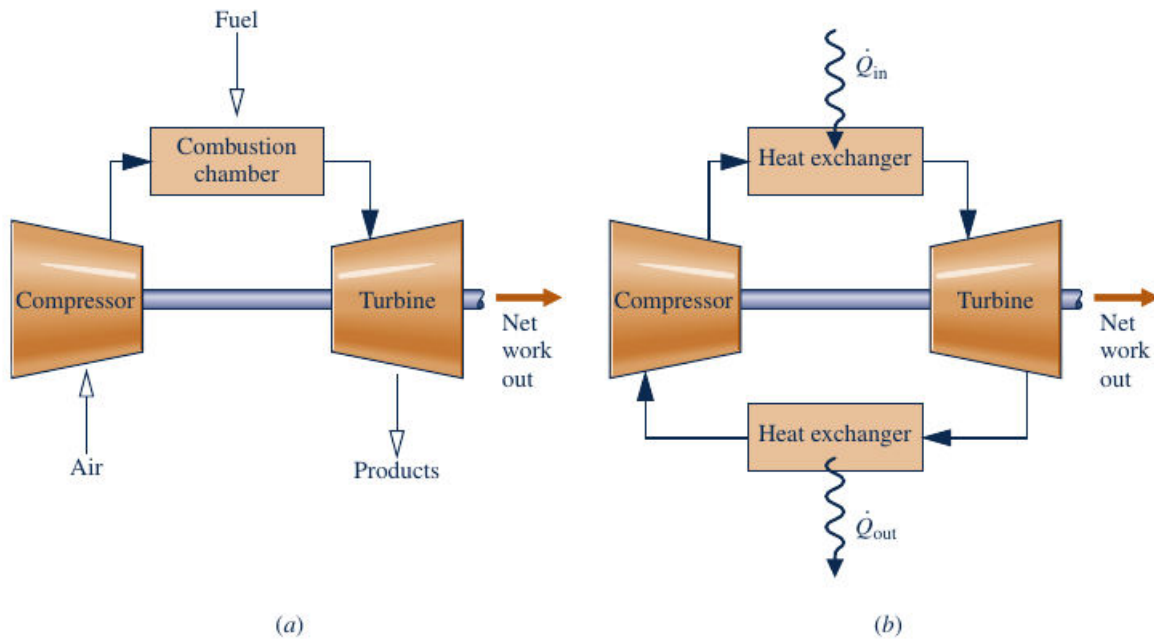 Fuel
Combustion
chamber
Compressor
Turbine
Net
work
out
Air
Products
(a)
Q̇in
Heat exchanger
Compressor
Turbine
Net
work
out
Heat exchanger
Q̇out
(b)